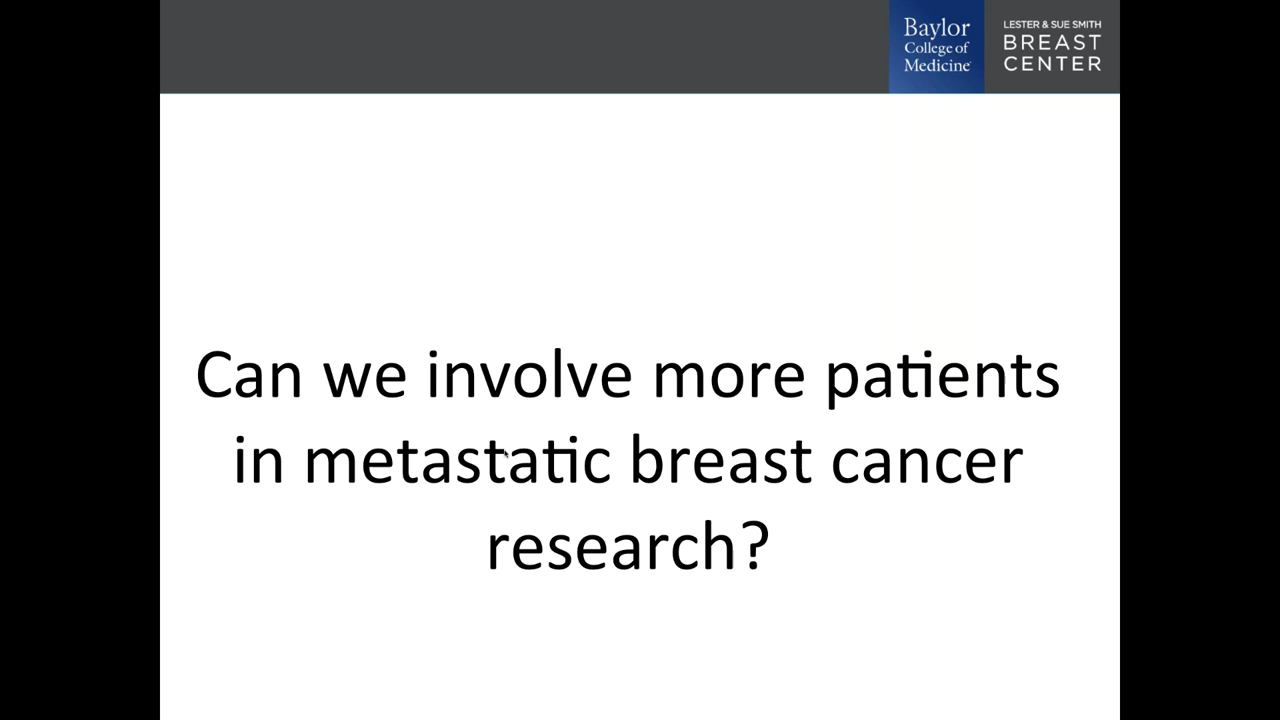 Baylor
College of
Medicine
LESTER & SUE SMITH
BREAST
CENTER
Can we involve more patients
in metastatic breast cancer
research?